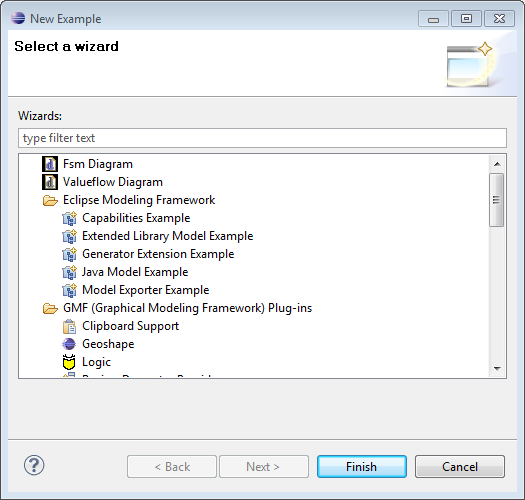 New Example
Select a wizard
Wizards:
type filter text
Fsm Diagram
Valueflow Diagram
Eclipse Modeling Framework
Capabilities Example
Extended Library Model Example
Generator Extension Example
Java Model Example
Model Exporter Example
GMF (Graphical Modeling Framework) Plug-ins
Clipboard Support
Geoshape
Logic
?
< Back
Next >
Finish
Cancel